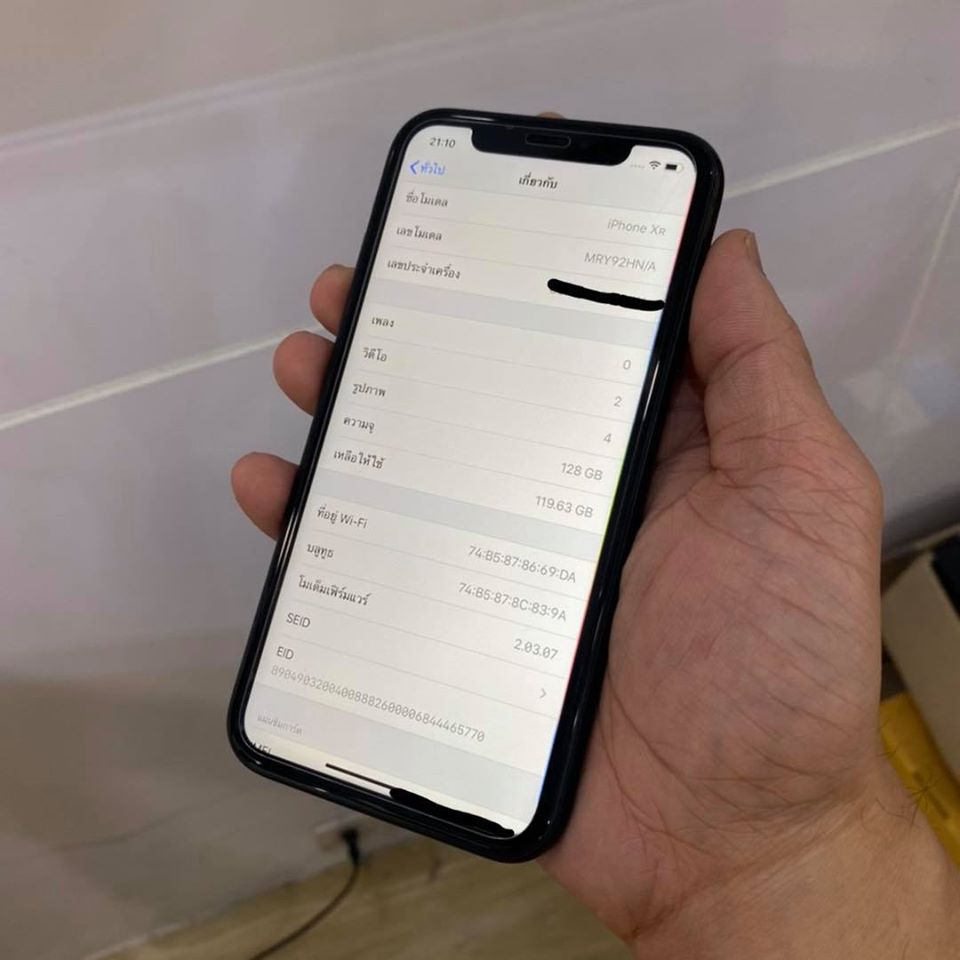 21:10
ทั่วไป
เกี่ยวกับ
ชื่อโมเดล iPhone XR
เลขโมเดล MRY92HN/A
เลขประจำเครื่อง
เพลง 0
วิดีโอ 2
รูปภาพ 4
ความจุ 128 GB
เหลือให้ใช้ 119.63 GB
ที่อยู่ Wi-Fi 74:B5:87:86:69:DA
บลูทูธ 74:B5:87:8C:83:9A
โมเด็มเฟิร์มแวร์ 2.03.07
SEID
EID
89049032004008882600006844465770
แผ่นซิมการ์ด